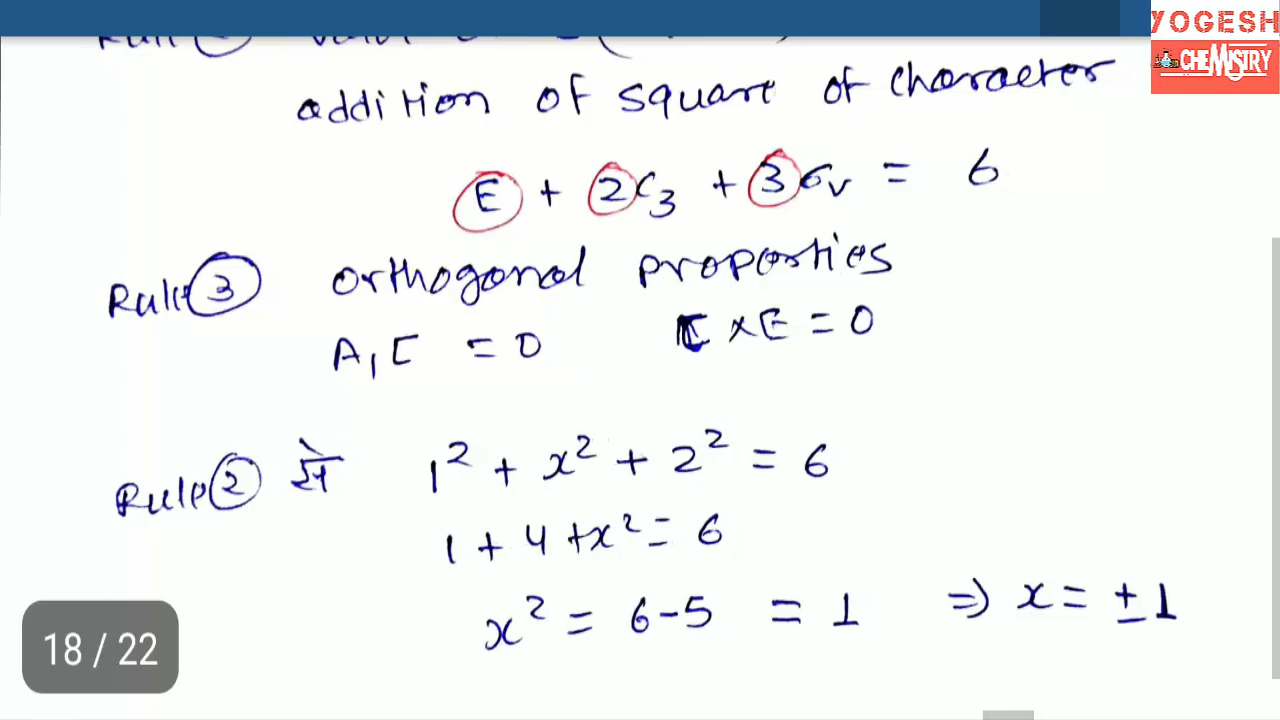 YOGESH
CHEMISTRY
addition of square of character
E + 2C₃ + 3σᵥ = 6
Rule ③ orthogonal properties
A₁E = 0 E × E = 0
Rule ② से 1² + x² + 2² = 6
1 + 4 + x² = 6
x² = 6 - 5 = 1 ⇒ x = ± 1
18 / 22